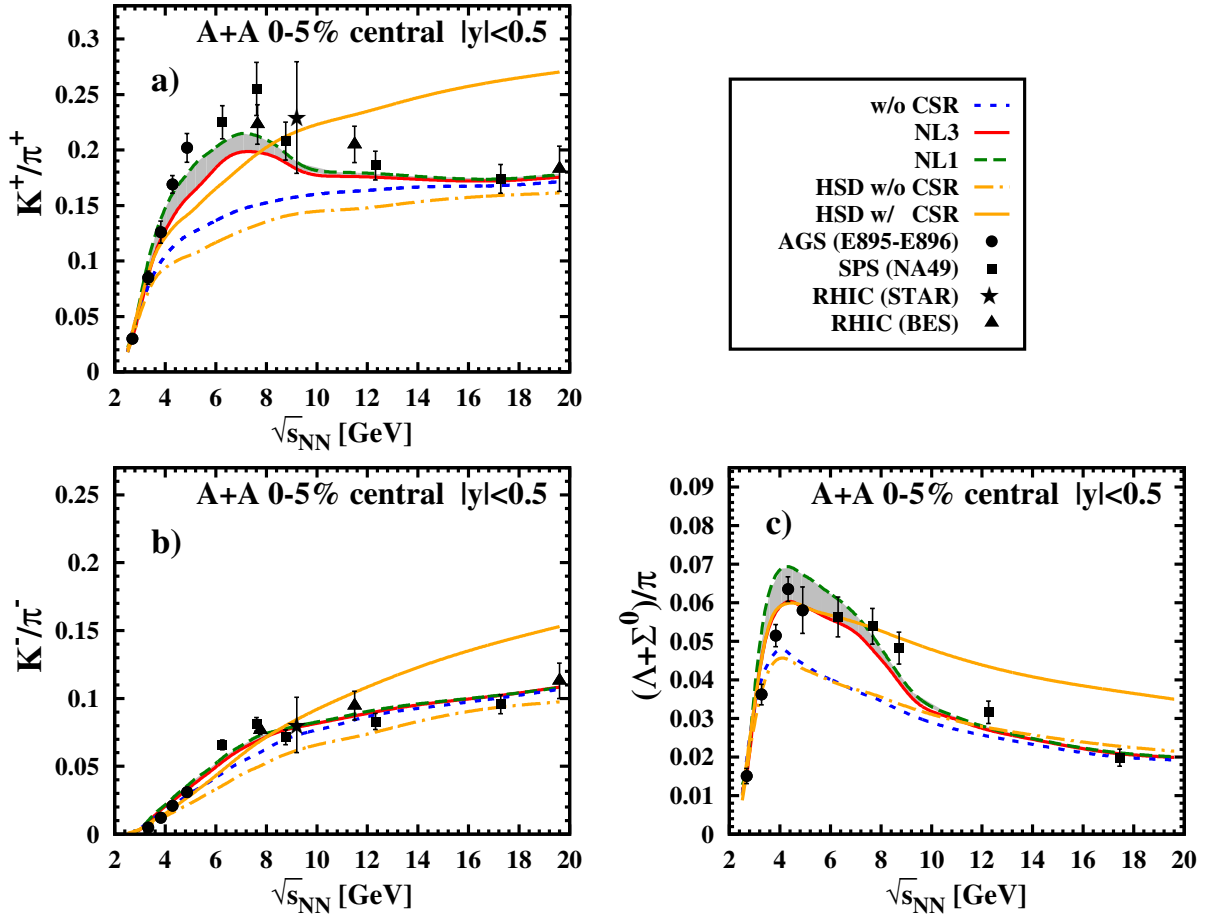 A+A 0-5% central |y|<0.5
a)
K⁺/π⁺
0.3
0.25
0.2
0.15
0.1
0.05
0
2 4 6 8 10 12 14 16 18 20
√sNN [GeV]
w/o CSR
NL3
NL1
HSD w/o CSR
HSD w/ CSR
AGS (E895-E896)
SPS (NA49)
RHIC (STAR)
RHIC (BES)
A+A 0-5% central |y|<0.5
b)
K⁻/π⁻
0.25
0.2
0.15
0.1
0.05
0
2 4 6 8 10 12 14 16 18 20
√sNN [GeV]
A+A 0-5% central |y|<0.5
c)
(Λ+Σ⁰)/π
0.09
0.08
0.07
0.06
0.05
0.04
0.03
0.02
0.01
0
2 4 6 8 10 12 14 16 18 20
√sNN [GeV]